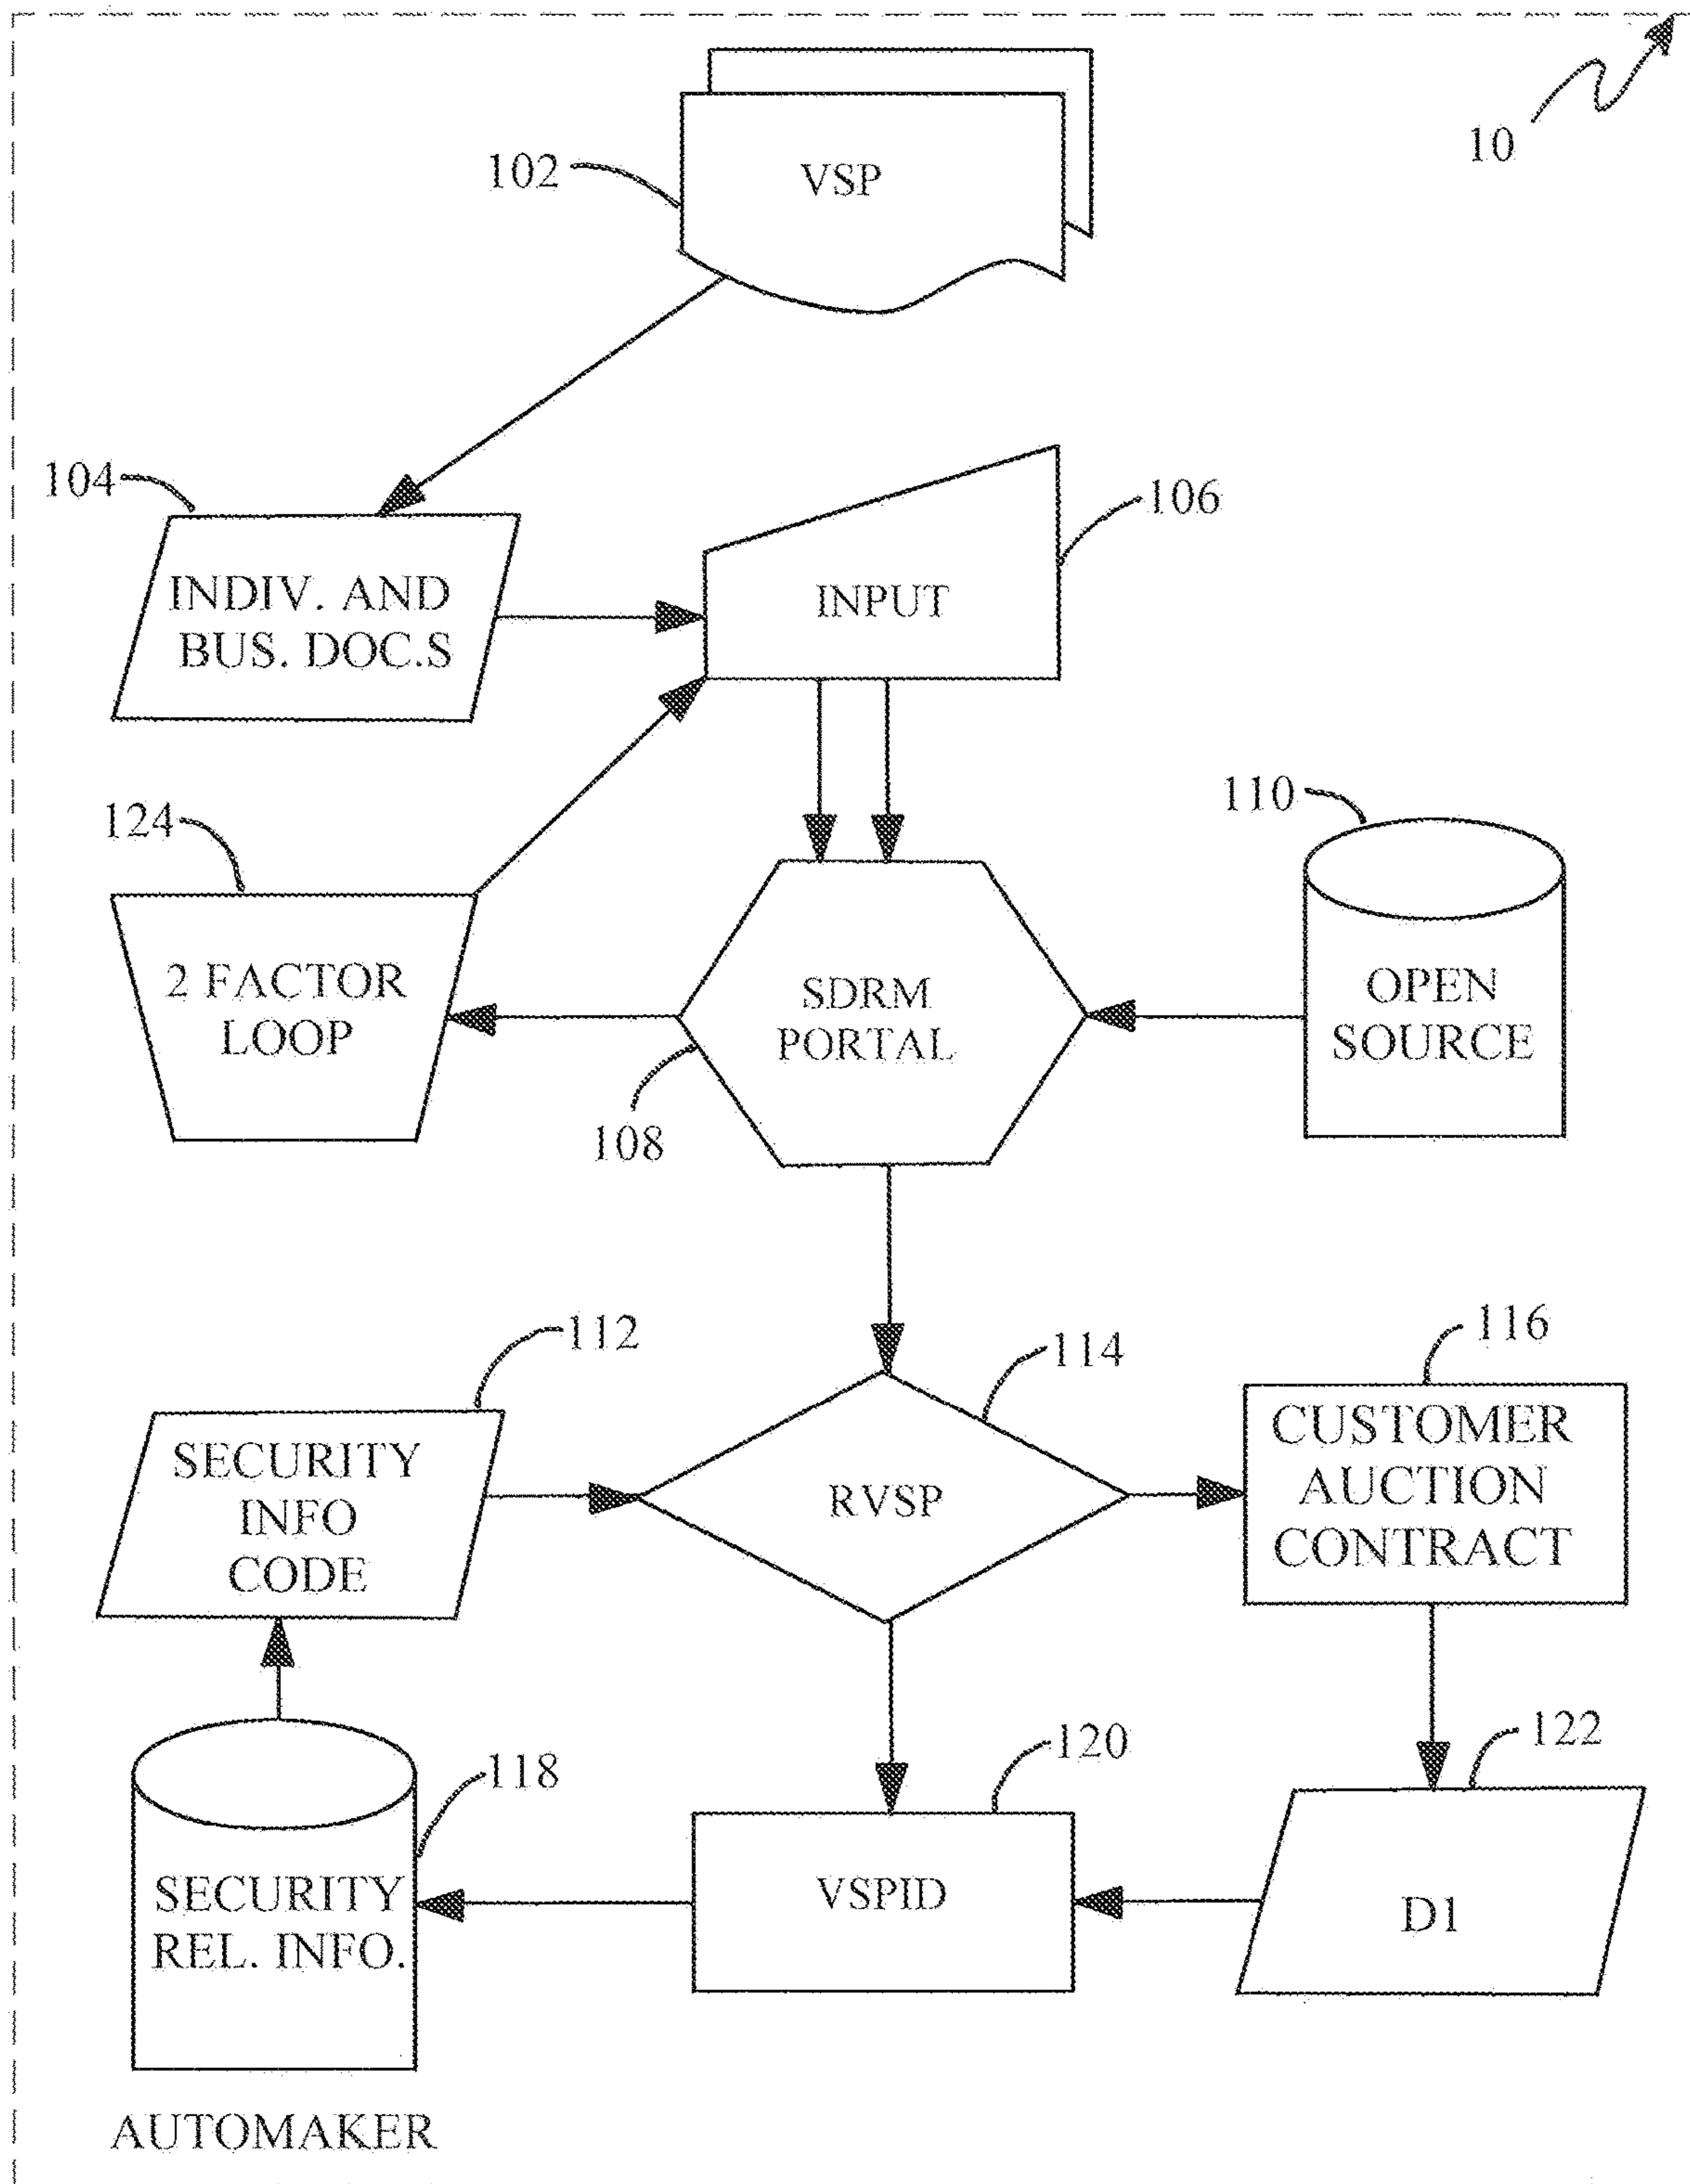 10
102
VSP
104
106
INDIV. AND
BUS. DOC.S
INPUT
124
110
2 FACTOR
LOOP
SDRM
PORTAL
OPEN
SOURCE
108
112
114
116
SECURITY
INFO
CODE
RVSP
CUSTOMER
AUCTION
CONTRACT
118
120
122
SECURITY
REL. INFO.
VSPID
D1
AUTOMAKER